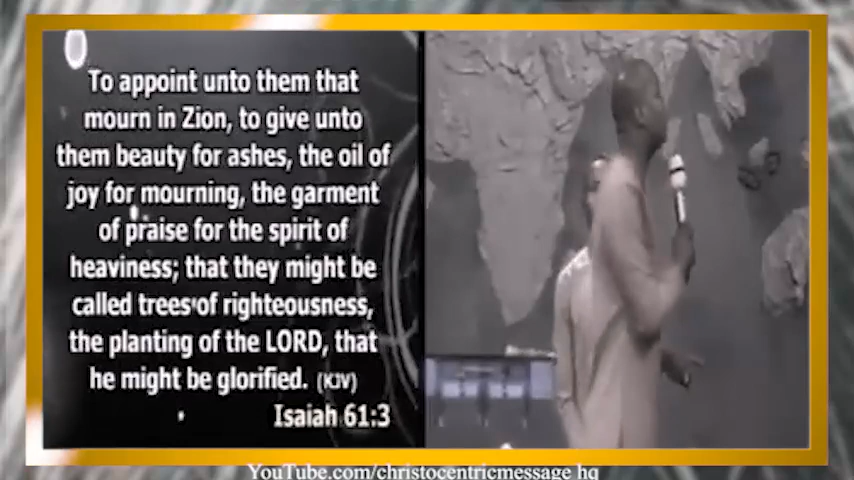 To appoint unto them that
mourn in Zion, to give unto
them beauty for ashes, the oil of
joy for mourning, the garment
of praise for the spirit of
heaviness; that they might be
called trees of righteousness,
the planting of the LORD, that
he might be glorified. (KJV)
Isaiah 61:3
YouTube.com/christocentricmessage hq